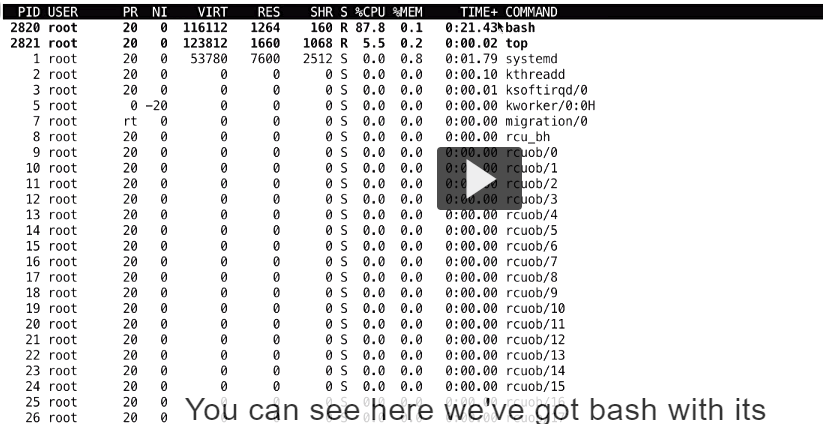 PID USER PR NI VIRT RES SHR S %CPU %MEM TIME+ COMMAND
2820 root 20 0 116112 1264 160 R 87.8 0.1 0:21.43 bash
2821 root 20 0 123812 1660 1068 R 5.5 0.2 0:00.02 top
1 root 20 0 53780 7600 2512 S 0.0 0.8 0:01.79 systemd
2 root 20 0 0 0 0 S 0.0 0.0 0:00.10 kthreadd
3 root 20 0 0 0 0 S 0.0 0.0 0:00.01 ksoftirqd/0
5 root 0 -20 0 0 0 S 0.0 0.0 0:00.00 kworker/0:0H
7 root rt 0 0 0 0 S 0.0 0.0 0:00.00 migration/0
8 root 20 0 0 0 0 S 0.0 0.0 0:00.00 rcu_bh
9 root 20 0 0 0 0 S 0.0 0.0 0:00.00 rcuob/0
10 root 20 0 0 0 0 S 0.0 0.0 rcuob/1
11 root 20 0 0 0 0 S 0.0 0.0 rcuob/2
12 root 20 0 0 0 0 S 0.0 0.0 0:00.00 rcuob/3
13 root 20 0 0 0 0 S 0.0 0.0 0:00.00 rcuob/4
14 root 20 0 0 0 0 S 0.0 0.0 0:00.00 rcuob/5
15 root 20 0 0 0 0 S 0.0 0.0 0:00.00 rcuob/6
16 root 20 0 0 0 0 S 0.0 0.0 0:00.00 rcuob/7
17 root 20 0 0 0 0 S 0.0 0.0 0:00.00 rcuob/8
18 root 20 0 0 0 0 S 0.0 0.0 0:00.00 rcuob/9
19 root 20 0 0 0 0 S 0.0 0.0 0:00.00 rcuob/10
20 root 20 0 0 0 0 S 0.0 0.0 0:00.00 rcuob/11
21 root 20 0 0 0 0 S 0.0 0.0 0:00.00 rcuob/12
22 root 20 0 0 0 0 S 0.0 0.0 0:00.00 rcuob/13
23 root 20 0 0 0 0 S 0.0 0.0 0:00.00 rcuob/14
24 root 20 0 0 0 0 S 0.0 0.0 0:00.00 rcuob/15
25 root 20 0
26 root 20 0
You can see here we've got bash with its